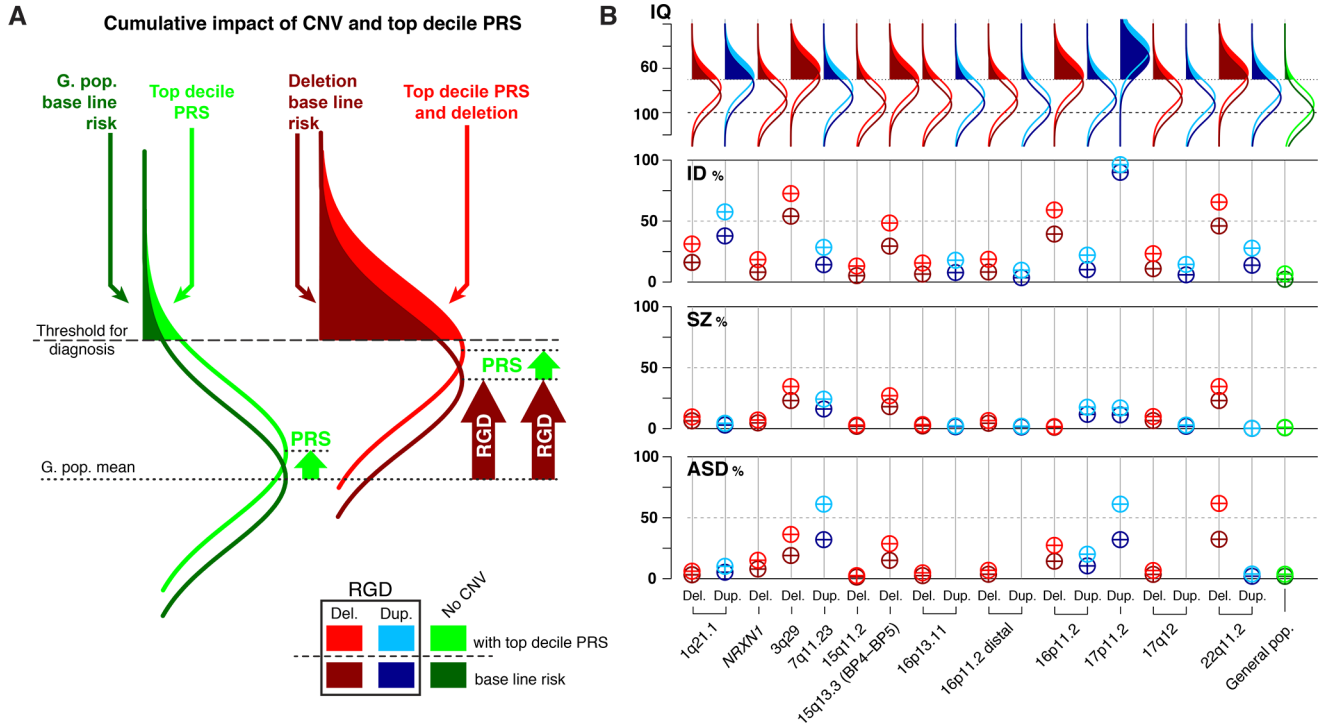 A
Cumulative impact of CNV and top decile PRS
G. pop.
base line
risk
Top decile
PRS
Deletion
base line
risk
Top decile PRS
and deletion
Threshold for
diagnosis
PRS
RGD
RGD
PRS
G. pop. mean
RGD
Del.
Dup.
No CNV
with top decile PRS
base line risk
B
IQ
60
100
100
ID %
50
0
100
SZ %
50
0
100
ASD %
50
0
Del. Dup. Del. Del. Dup. Del. Del. Del. Dup. Del. Dup. Del. Dup. Dup. Del. Dup. Del. Dup.
1q21.1
NRXN1
3q29
7q11.23
15q11.2
15q13.3 (BP4–BP5)
16p13.11
16p11.2 distal
16p11.2
17p11.2
17q12
22q11.2
General pop.